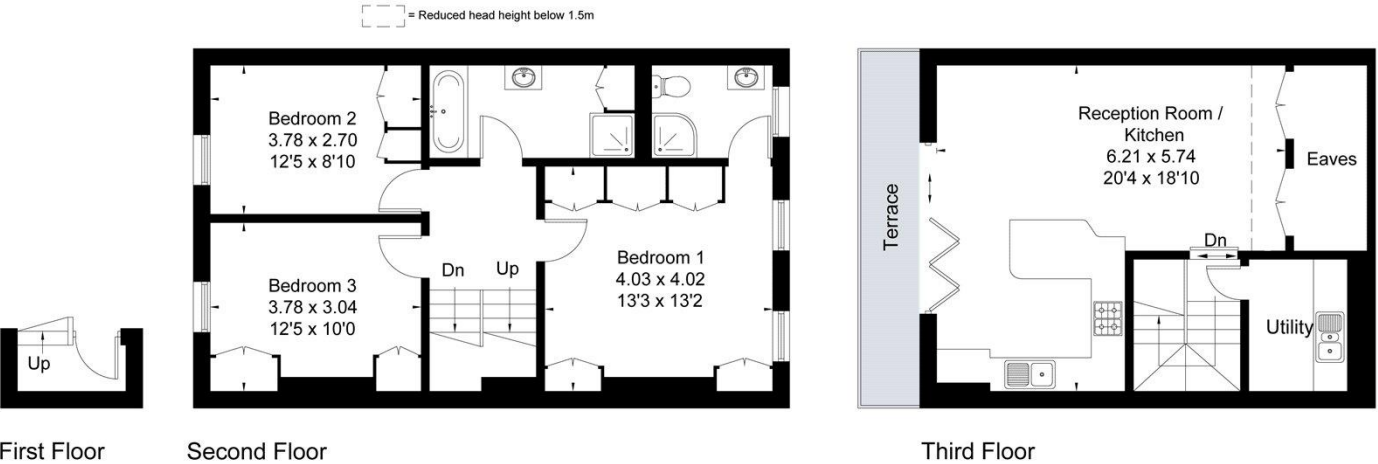 = Reduced head height below 1.5m
Bedroom 2
3.78 x 2.70
12'5 x 8'10
Bedroom 3
3.78 x 3.04
12'5 x 10'0
Dn
Up
Bedroom 1
4.03 x 4.02
13'3 x 13'2
Up
Terrace
Reception Room /
Kitchen
6.21 x 5.74
20'4 x 18'10
Eaves
Dn
Utility
First Floor
Second Floor
Third Floor